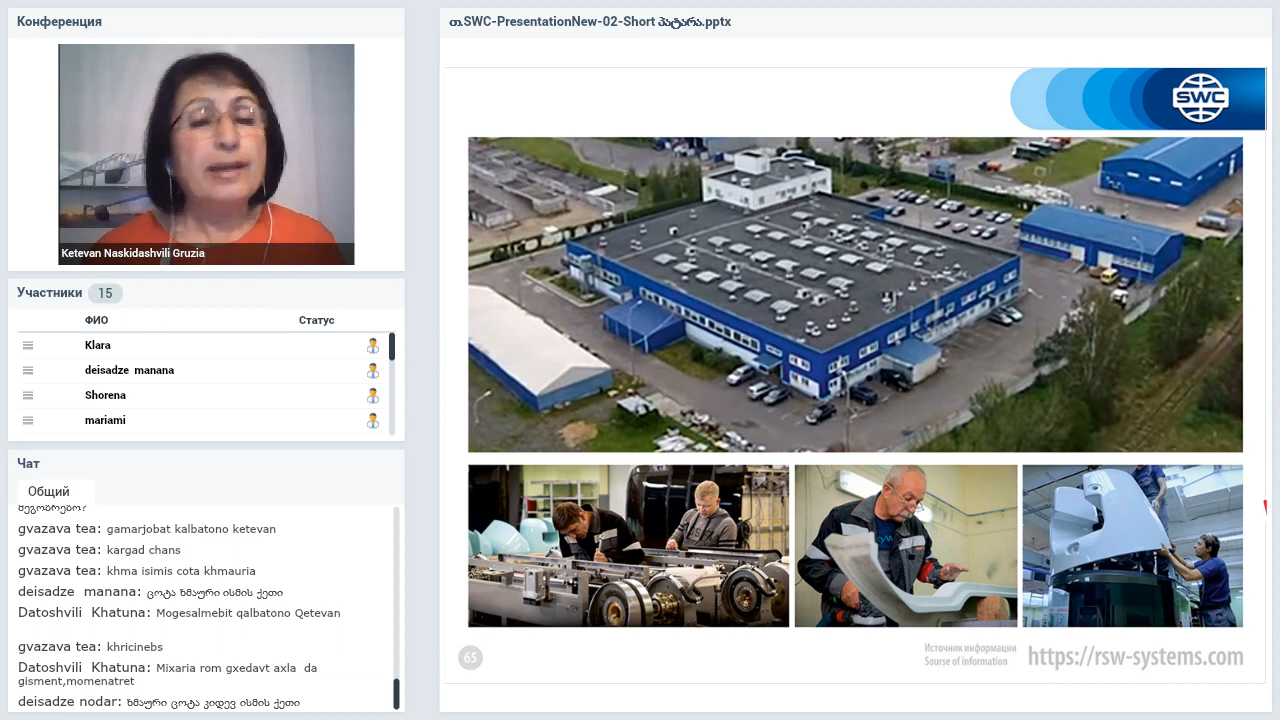 Конференция
Ketevan Naskidashvili Gruzia
Участники 15
ФИО Статус
Klara
deisadze manana
Shorena
mariami
Чат
Общий
gvazava tea: gamarjobat kalbatono ketevan
gvazava tea: kargad chans
gvazava tea: khma isimis cota khmauria
deisadze manana: ცოტა ხმაური ისმის ქეთი
Datoshvili Khatuna: Mogesalmebit qalbatono Qetevan
gvazava tea: khricinebs
Datoshvili Khatuna: Mixaria rom gxedavt axla da
gisment,momenatret
deisadze nodar: ხმაური ცოტა კიდევ ისმის ქეთი
თ.SWC-PresentationNew-02-Short პატარა.pptx
SWC
65
Источник информации
Sourse of information
https://rsw-systems.com